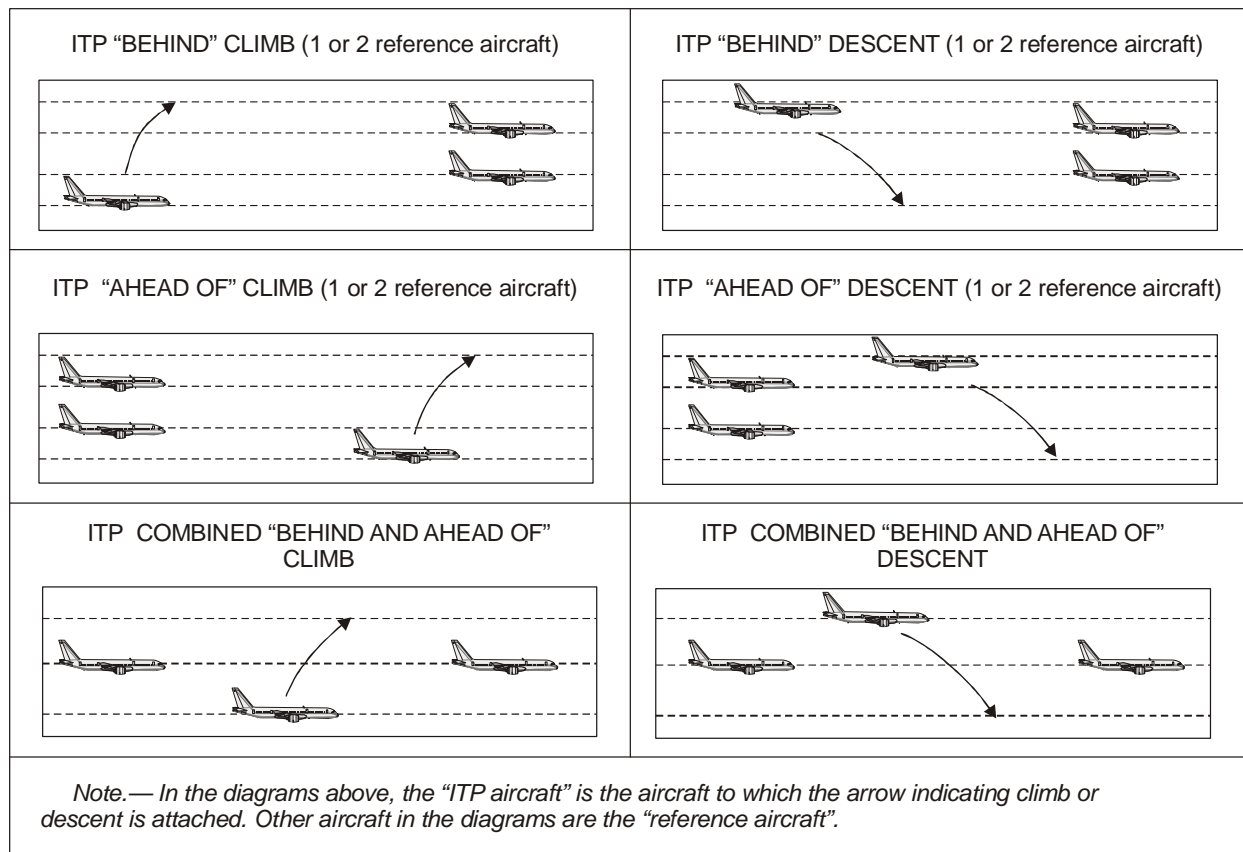 ITP “BEHIND” CLIMB (1 or 2 reference aircraft)
ITP “BEHIND” DESCENT (1 or 2 reference aircraft)
ITP “AHEAD OF” CLIMB (1 or 2 reference aircraft)
ITP “AHEAD OF” DESCENT (1 or 2 reference aircraft)
ITP COMBINED “BEHIND AND AHEAD OF”
CLIMB
ITP COMBINED “BEHIND AND AHEAD OF”
DESCENT
Note.— In the diagrams above, the “ITP aircraft” is the aircraft to which the arrow indicating climb or
descent is attached. Other aircraft in the diagrams are the “reference aircraft”.